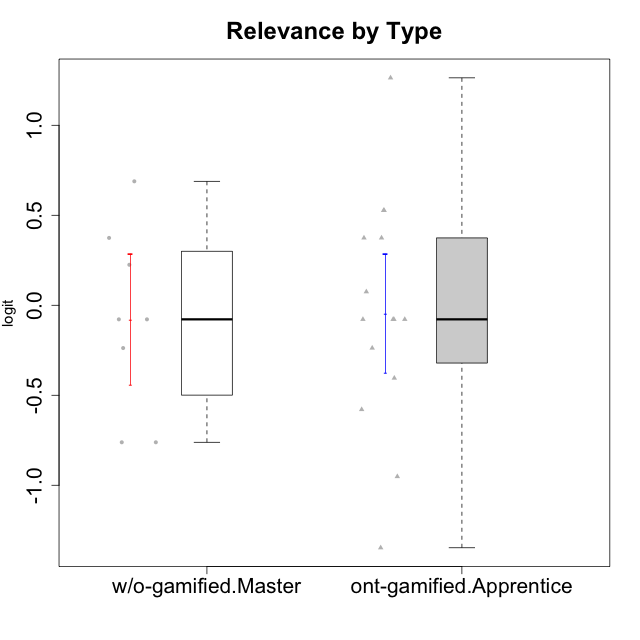 Relevance by Type
logit
1.0
0.5
0.0
-0.5
-1.0
w/o-gamified.Master
ont-gamified.Apprentice